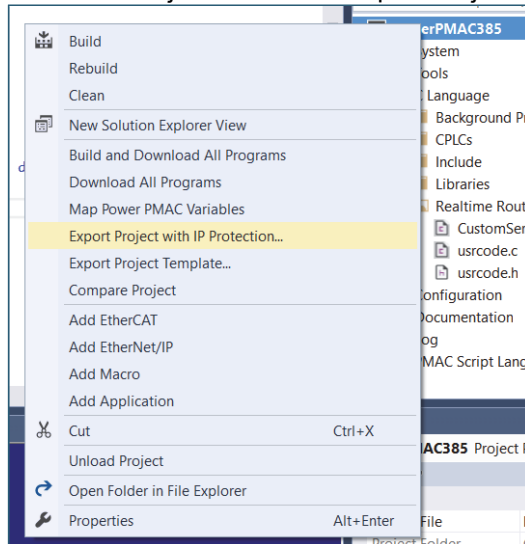 Build
Rebuild
Clean
New Solution Explorer View
Build and Download All Programs
Download All Programs
Map Power PMAC Variables
Export Project with IP Protection...
Export Project Template...
Compare Project
Add EtherCAT
Add EtherNet/IP
Add Macro
Add Application
Cut Ctrl+X
Unload Project
Open Folder in File Explorer
Properties Alt+Enter
erPMAC385
ystem
ools
Language
Background Pr
CPLCs
Include
Libraries
Realtime Rout
CustomSer
usrcode.c
usrcode.h
onfiguration
ocumentation
og
MAC Script Lang
AC385 Project
File
Project Folder